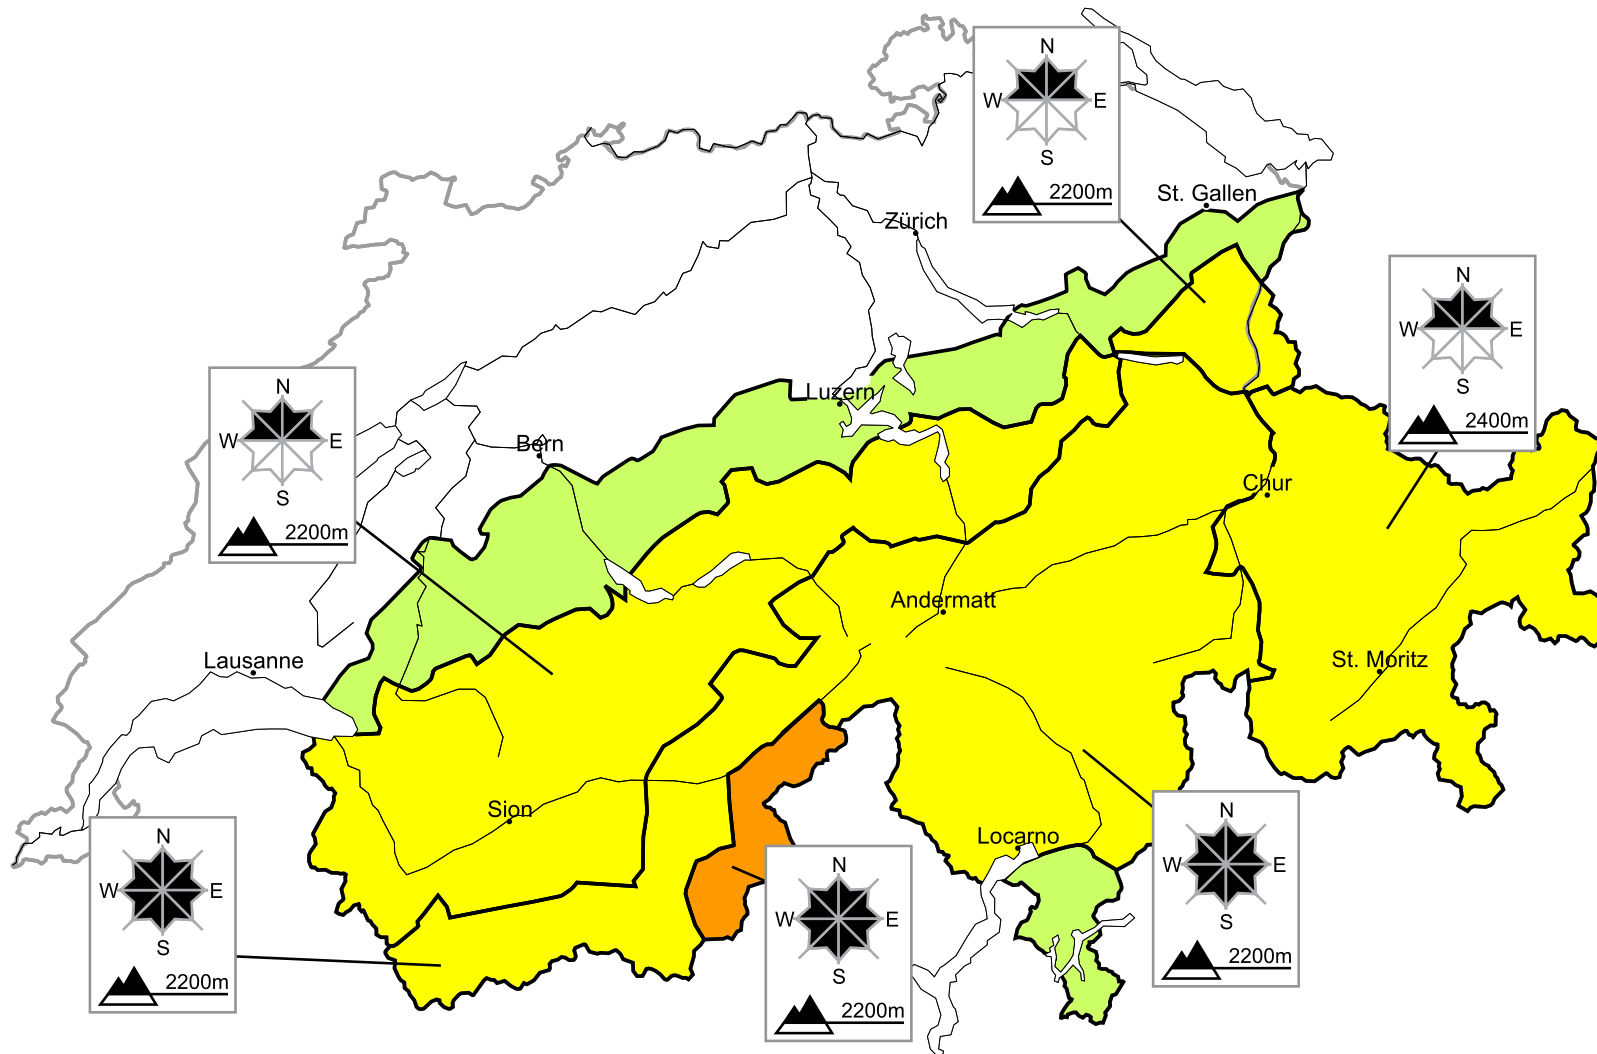 N
W E
S
2200m
St. Gallen
Zürich
N
W E
S
2400m
N
W E
S
2200m
Luzern
Bern
Chur
Andermatt
Lausanne
St. Moritz
Sion
Locarno
N
W E
S
2200m
N
W E
S
2200m
N
W E
S
2200m